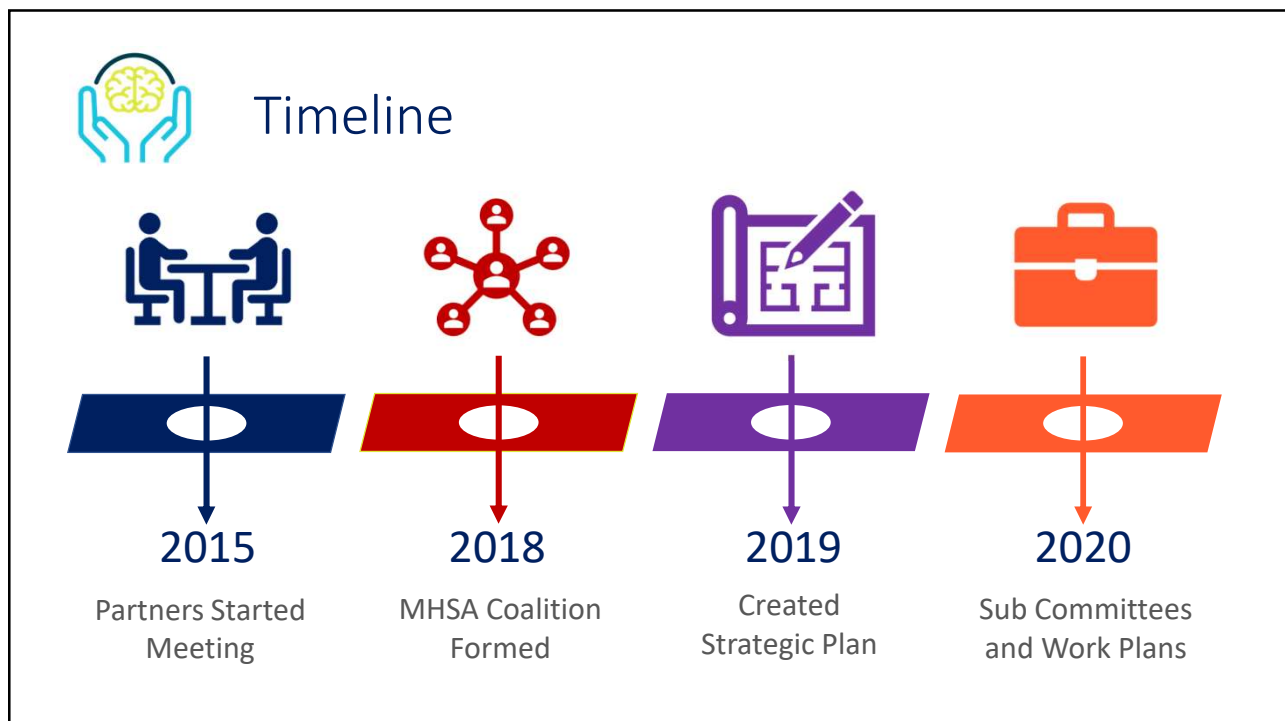 Timeline
2015
Partners Started
Meeting
2018
MHSA Coalition
Formed
2019
Created
Strategic Plan
2020
Sub Committees
and Work Plans